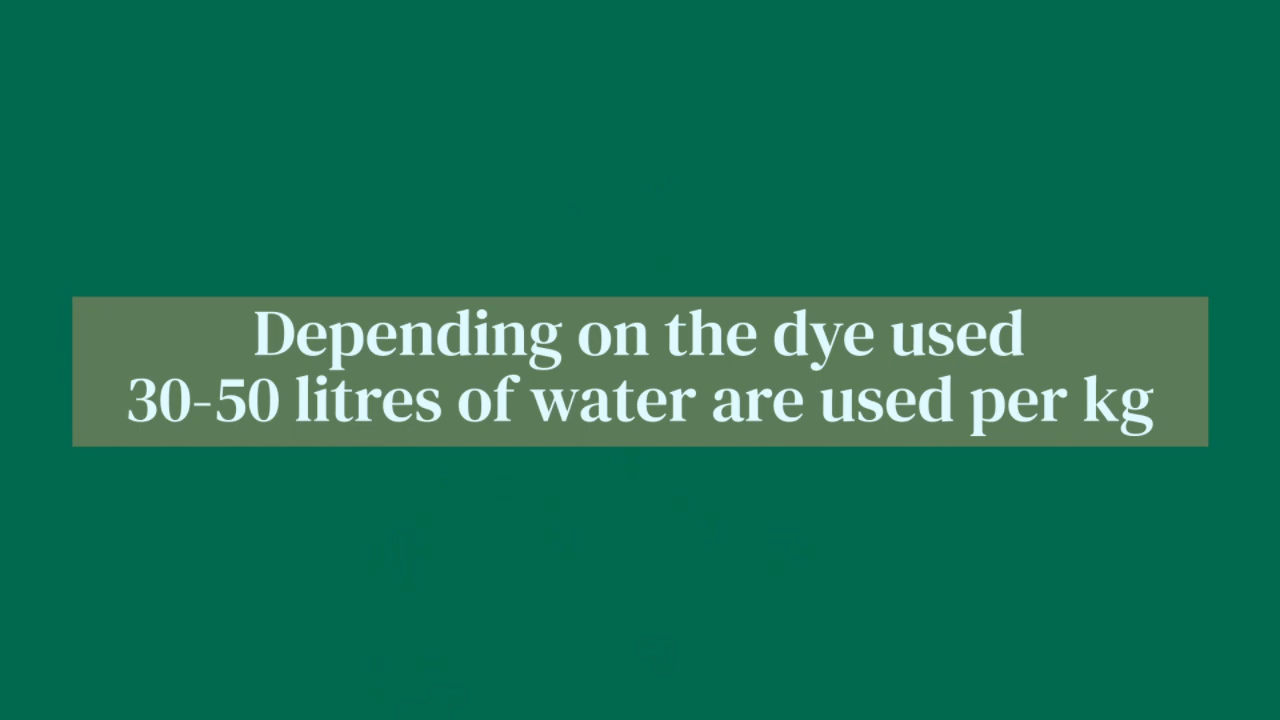 Depending on the dye used
30-50 litres of water are used per kg